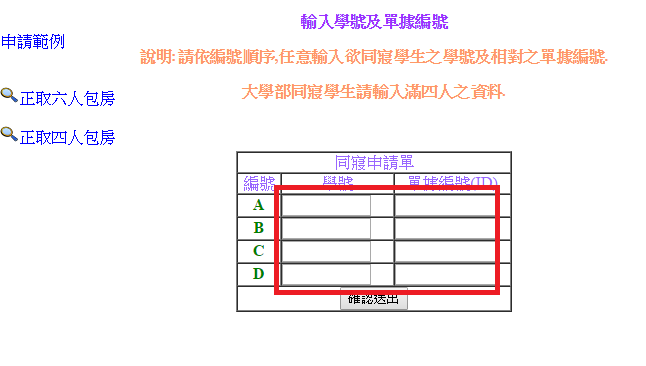 輸入學號及單據編號
申請範例
說明:請依編號順序,任意輸入欲同寢學生之學號及相對之單據編號.
大學部同寢學生請輸入滿四人之資料.
正取六人包房
正取四人包房
同寢申請單
編號 學號 單據編號(ID)
A
B
C
D
確認送出